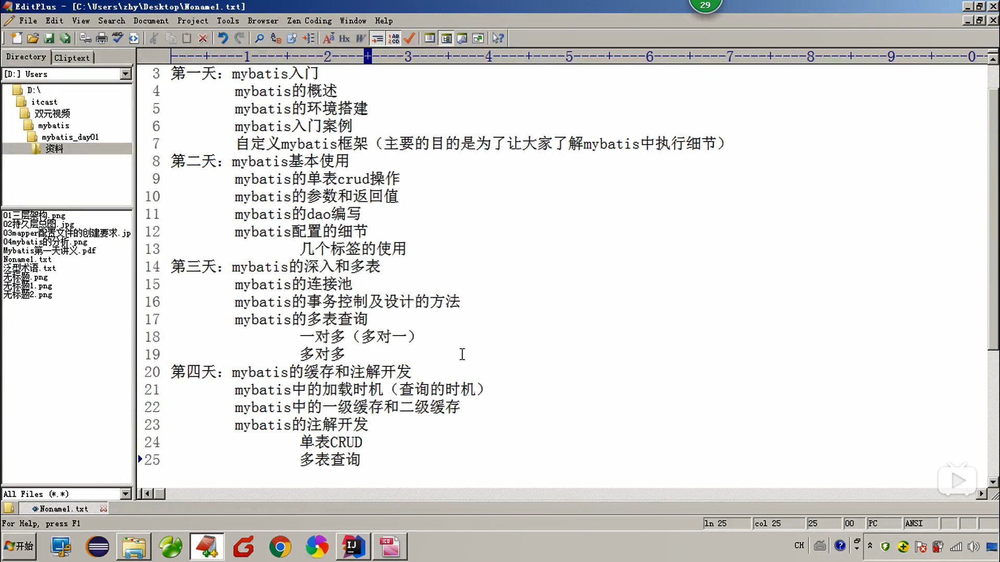 EditPlus - [C:\Users\zhy\Desktop\Noname1.txt]
29
File Edit View Search Document Project Tools Browser Zen Coding Window Help
Directory Cliptext
----+----1----+----2----+----3----+----4----+----5----+----6----+----7----+----8----+----9----+----0--
[D:] Users
D:\
itcast
双元视频
mybatis
mybatis_day01
资料
01三层架构.png
02持久层总图.jpg
03mapper配置文件的创建要求.jp
04mybatis的分析.png
Mybatis第一天讲义.pdf
Noname1.txt
泛型术语.txt
无标题.png
无标题1.png
无标题2.png
All Files (*.*)
3 第一天：mybatis入门
4 mybatis的概述
5 mybatis的环境搭建
6 mybatis入门案例
7 自定义mybatis框架（主要的目的是为了让大家了解mybatis中执行细节）
8 第二天：mybatis基本使用
9 mybatis的单表crud操作
10 mybatis的参数和返回值
11 mybatis的dao编写
12 mybatis配置的细节
13 几个标签的使用
14 第三天：mybatis的深入和多表
15 mybatis的连接池
16 mybatis的事务控制及设计的方法
17 mybatis的多表查询
18 一对多（多对一）
19 多对多
20 第四天：mybatis的缓存和注解开发
21 mybatis中的加载时机（查询的时机）
22 mybatis中的一级缓存和二级缓存
23 mybatis的注解开发
24 单表CRUD
25 多表查询
Noname1.txt
For Help, press F1
ln 25 col 25 25 00 PC ANSI
开始
CH